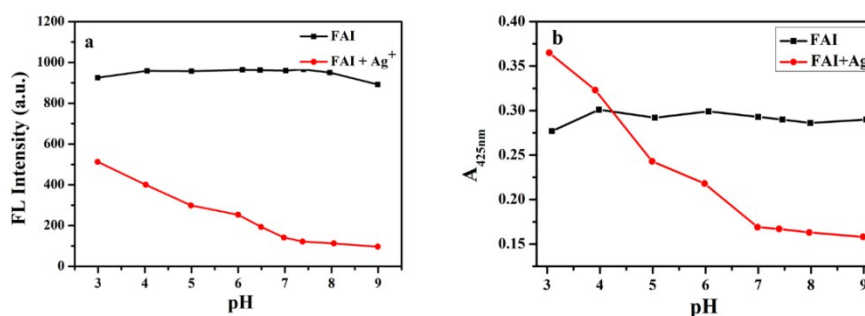 a
FAI
FAI + Ag+
FL Intensity (a.u.)
1200
1000
800
600
400
200
0
3 4 5 6 7 8 9
pH
b
FAI
FAI+Ag
A425nm
0.40
0.35
0.30
0.25
0.20
0.15
3 4 5 6 7 8 9
pH